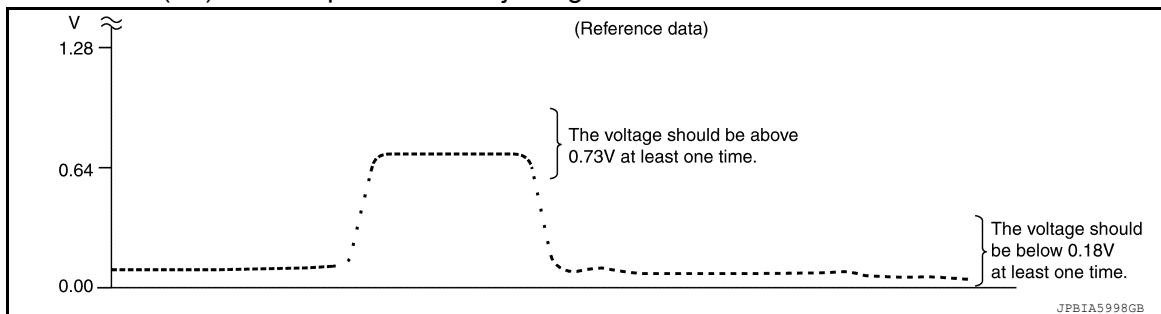 V
(Reference data)
1.28
The voltage should be above
0.73V at least one time.
0.64
The voltage should
be below 0.18V
at least one time.
0.00
JPBIA5998GB